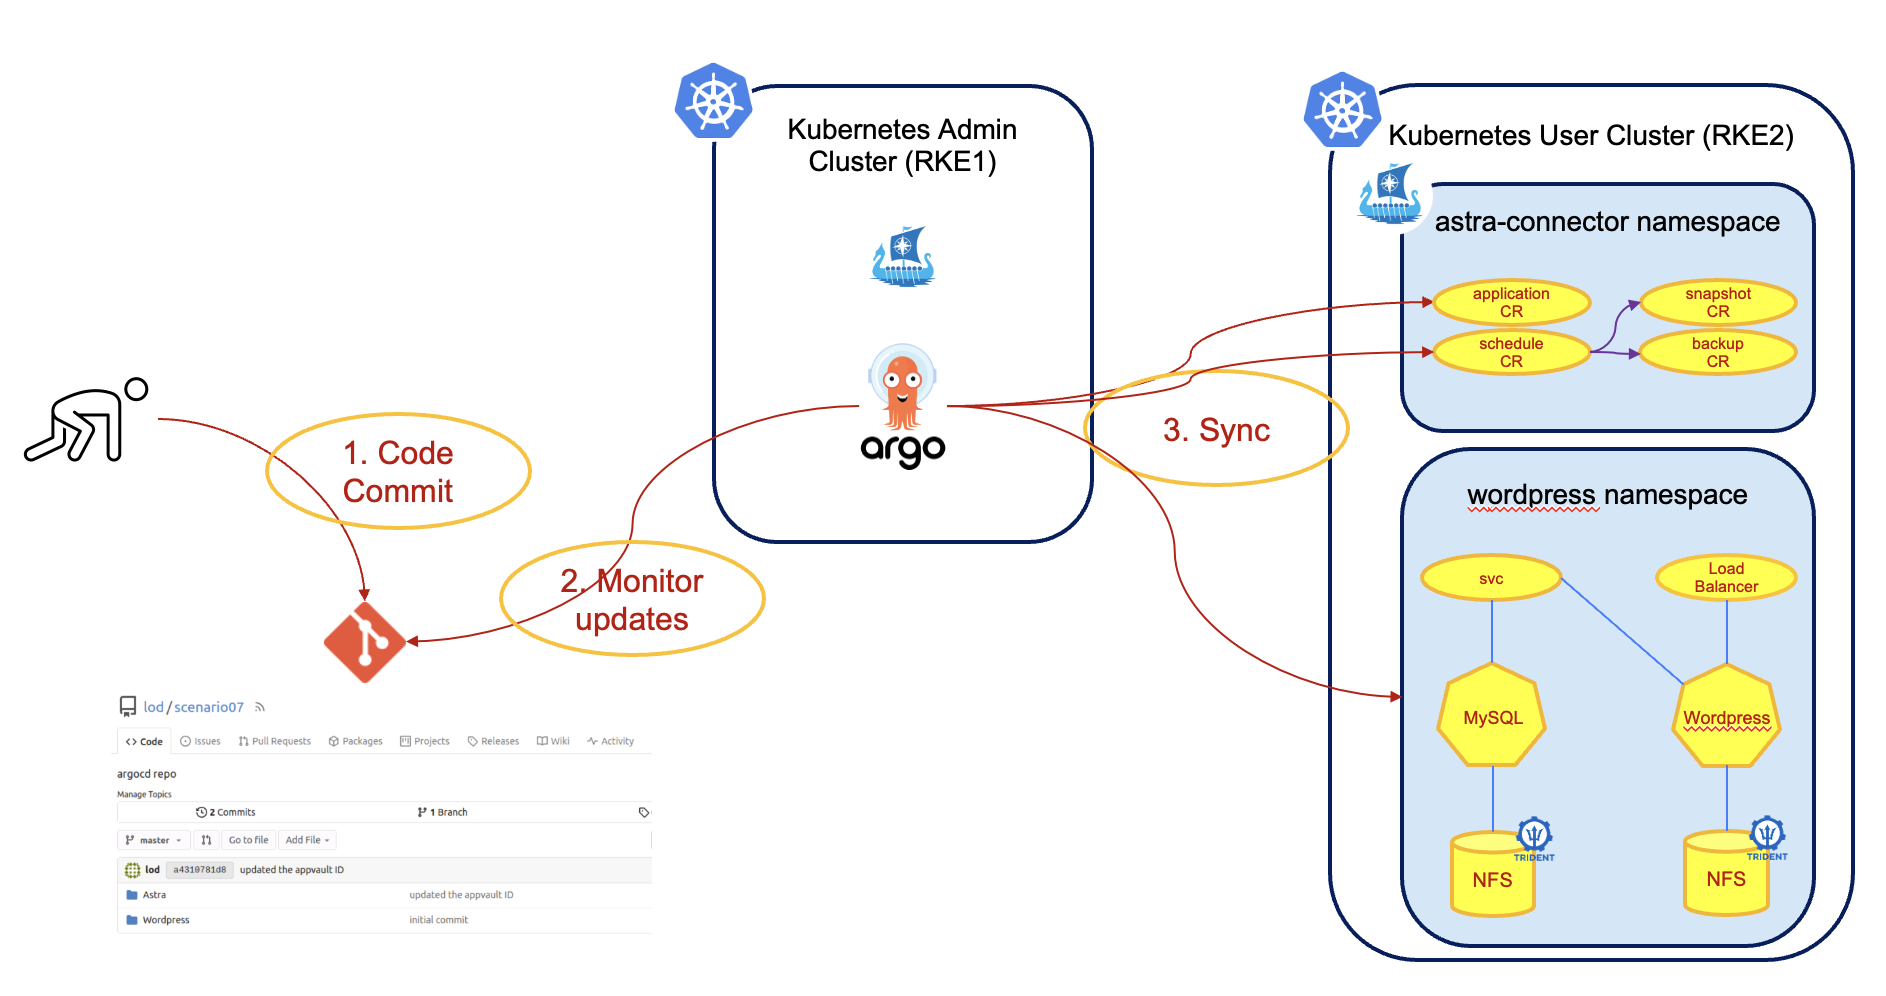 Kubernetes Admin
Cluster (RKE1)
argo
Kubernetes User Cluster (RKE2)
astra-connector namespace
application
CR
snapshot
CR
schedule
CR
backup
CR
1. Code
Commit
2. Monitor
updates
3. Sync
wordpress namespace
svc
Load
Balancer
MySQL
Wordpress
TRIDENT
TRIDENT
NFS
NFS
lod/scenario07
Code Issues Pull Requests Packages Projects Releases Wiki Activity
argocd repo
Manage Topics
2 Commits 1 Branch
master Go to file Add File
lod a4310781d8 updated the appvault ID
Astra updated the appvault ID
Wordpress initial commit